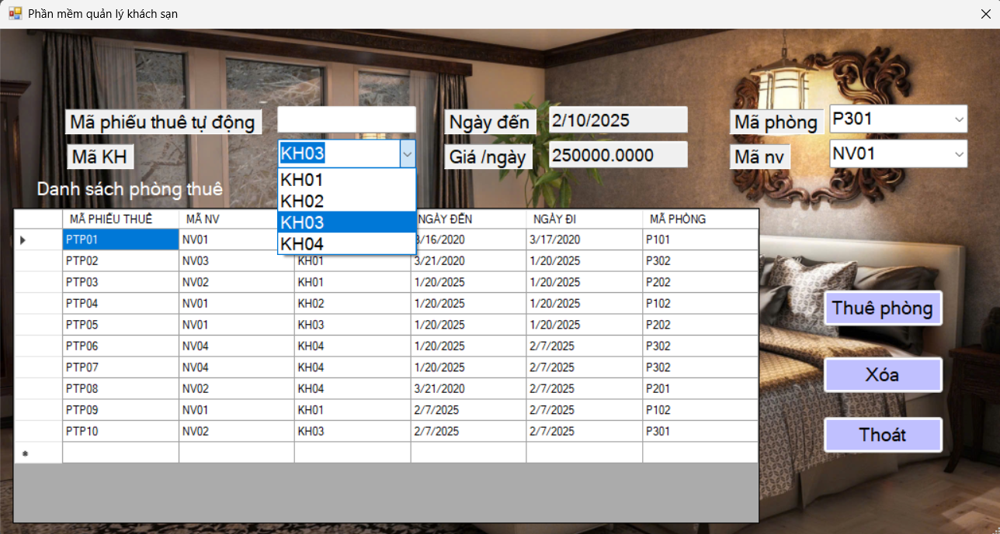 Phần mềm quản lý khách sạn
Mã phiếu thuê tự động Ngày đến 2/10/2025 Mã phòng P301
Mã KH KH03 Giá /ngày 250000.0000 Mã nv NV01
KH01
KH02
KH03
KH04
Danh sách phòng thuê
MÃ PHIẾU THUÊ MÃ NV NGÀY ĐẾN NGÀY ĐI MÃ PHÒNG
PTP01 NV01 3/16/2020 3/17/2020 P101
PTP02 NV03 KH01 3/21/2020 1/20/2025 P302
PTP03 NV02 KH01 1/20/2025 1/20/2025 P202
PTP04 NV01 KH02 1/20/2025 1/20/2025 P102
PTP05 NV01 KH03 1/20/2025 1/20/2025 P202
PTP06 NV04 KH04 1/20/2025 2/7/2025 P302
PTP07 NV04 KH04 1/20/2025 2/7/2025 P302
PTP08 NV02 KH04 3/21/2020 2/7/2025 P201
PTP09 NV01 KH01 2/7/2025 2/7/2025 P102
PTP10 NV02 KH03 2/7/2025 2/7/2025 P301
Thuê phòng
Xóa
Thoát